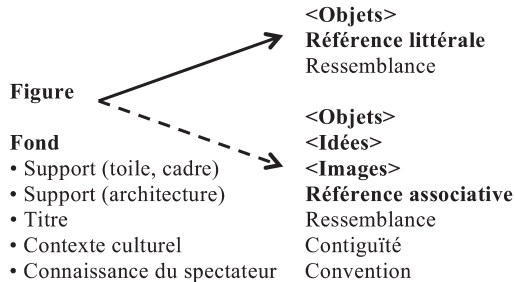 <Objets>
Référence littérale
Ressemblance
Figure
Fond
• Support (toile, cadre)
• Support (architecture)
• Titre
• Contexte culturel
• Connaissance du spectateur
<Objets>
<Idées>
<Images>
Référence associative
Ressemblance
Contiguïté
Convention